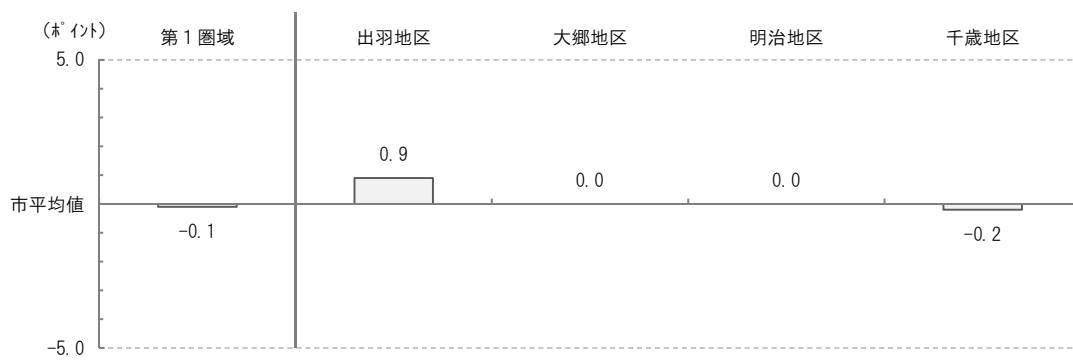 （ﾎﾟｲﾝﾄ）
第１圏域 出羽地区 大郷地区 明治地区 千歳地区
5.0
0.9
0.0 0.0
市平均値
-0.1 -0.2
-5.0